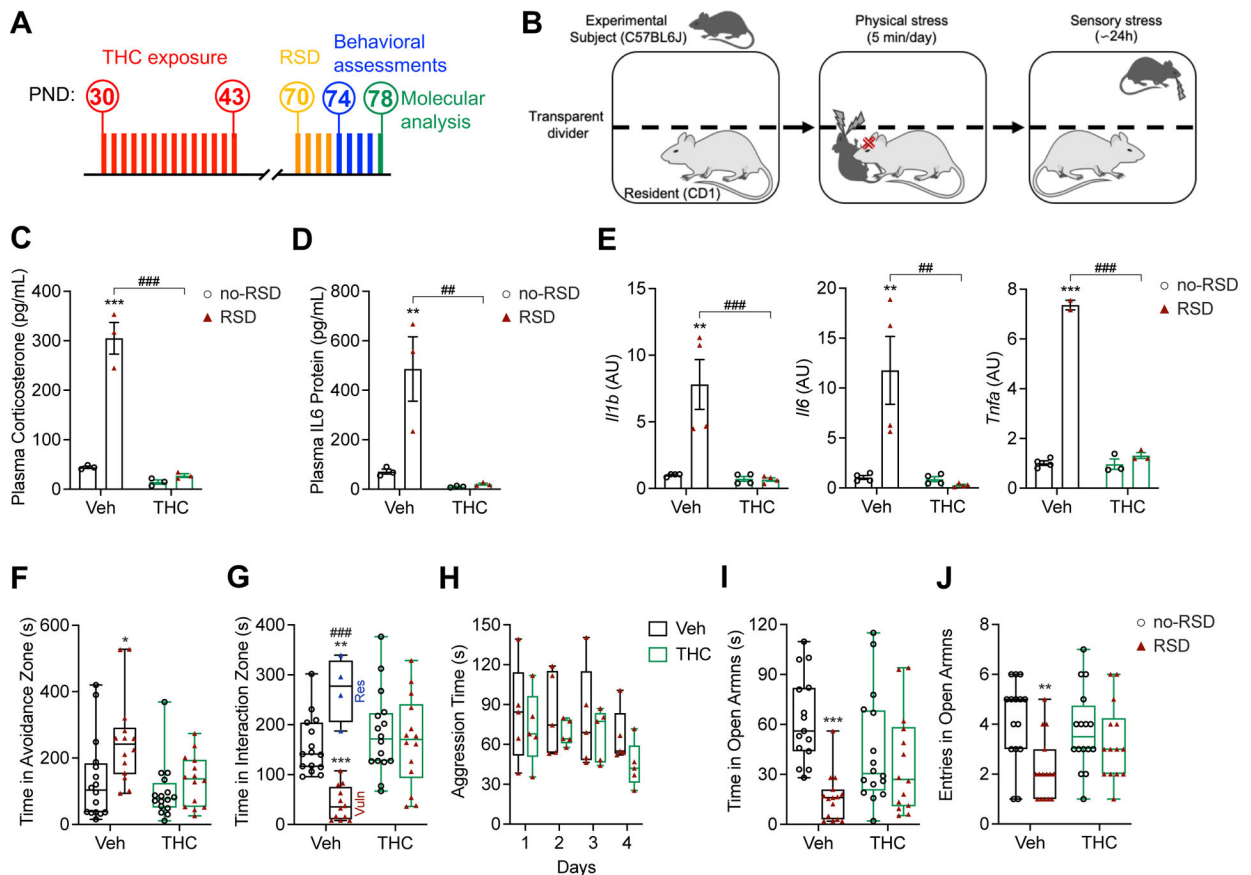 A
THC exposure
RSD
Behavioral
assessments
PND:
30
43
70
74
78
Molecular
analysis
B
Experimental
Subject (C57BL6J)
Physical stress
(5 min/day)
Sensory stress
(~24h)
Transparent
divider
Resident (CD1)
C
Plasma Corticosterone (pg/mL)
400
300
200
100
0
***
###
no-RSD
RSD
Veh
THC
D
Plasma IL6 Protein (pg/mL)
800
600
400
200
0
**
##
Veh
THC
E
Il1b (AU)
15
10
5
0
**
###
Veh
THC
Il6 (AU)
20
15
10
5
0
**
##
Veh
THC
Tnfa (AU)
8
6
4
2
0
***
###
no-RSD
RSD
Veh
THC
F
Time in Avoidance Zone (s)
600
400
200
0
*
Veh
THC
G
Time in Interaction Zone (s)
400
300
200
100
0
###
**
Res
***
Vuln
Veh
THC
H
Aggression Time (s)
150
120
90
60
30
0
1
2
3
4
Days
Veh
THC
I
Time in Open Armns (s)
120
90
60
30
0
***
Veh
THC
J
Entries in Open Armns
8
6
4
2
0
**
no-RSD
RSD
Veh
THC